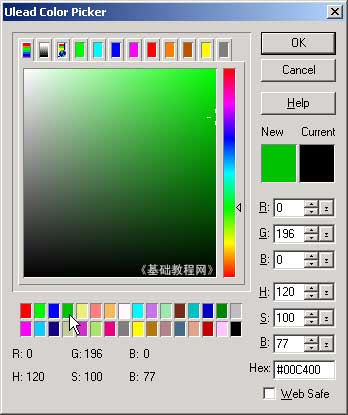 Ulead Color Picker
OK
Cancel
Help
New Current
R: 0
G: 196
B: 0
H: 120
S: 100
B: 77
Hex: #00C400
Web Safe
《基础教程网》
R: 0 G: 196 B: 0
H: 120 S: 100 B: 77